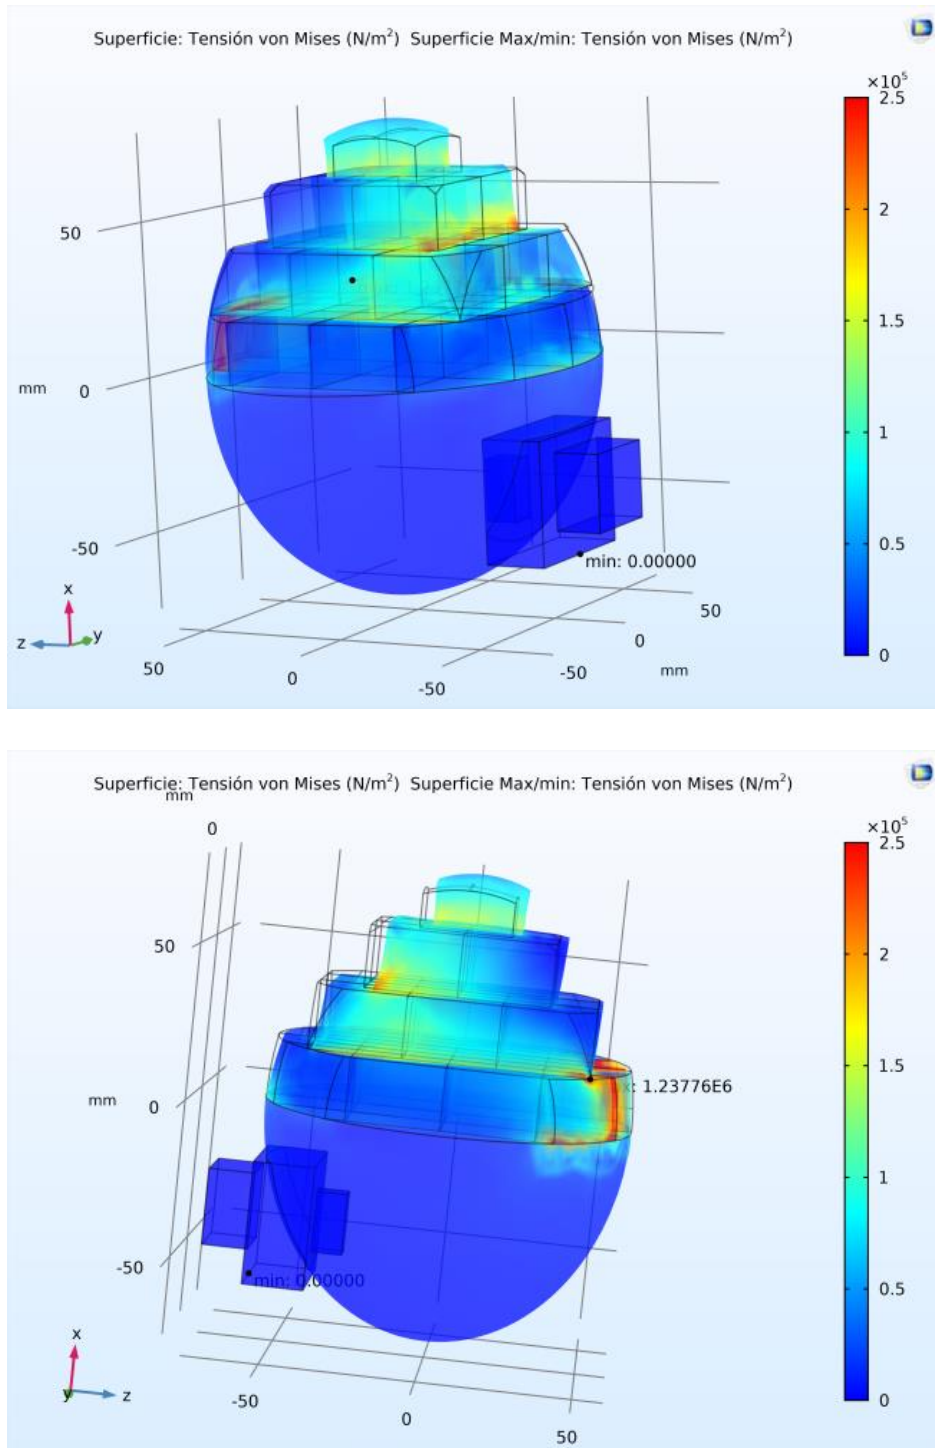 Superficie: Tensión von Mises (N/m²) Superficie Max/min: Tensión von Mises (N/m²)
×10⁵
2.5
2
1.5
1
0.5
0
50
mm
0
-50
min: 0.00000
x
y
z
50
0
-50
50
0
-50
mm
Superficie: Tensión von Mises (N/m²) Superficie Max/min: Tensión von Mises (N/m²)
mm
0
×10⁵
2.5
2
1.5
1
0.5
0
50
mm
0
-50
: 1.23776E6
min: 0.00000
x
y
z
-50
0
50